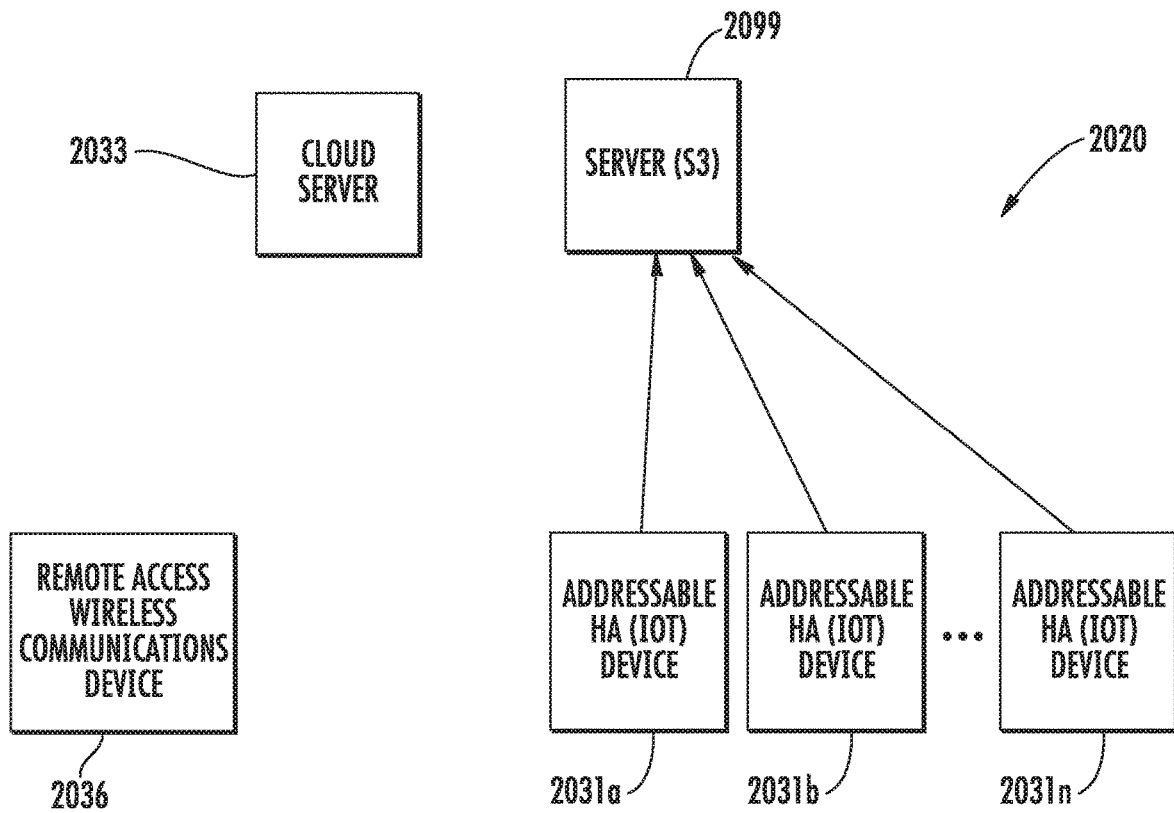 2099
2033
CLOUD
SERVER
SERVER (S3)
2020
REMOTE ACCESS
WIRELESS
COMMUNICATIONS
DEVICE
ADDRESSABLE
HA (IOT)
DEVICE
ADDRESSABLE
HA (IOT)
DEVICE
•••
ADDRESSABLE
HA (IOT)
DEVICE
2036
2031a
2031b
2031n